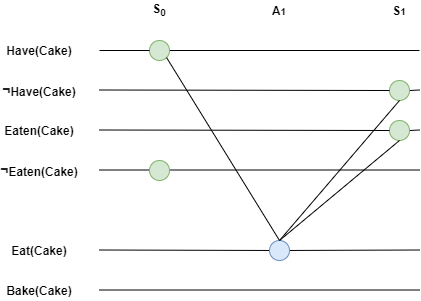 S₀ A₁ S₁
Have(Cake)
¬Have(Cake)
Eaten(Cake)
¬Eaten(Cake)
Eat(Cake)
Bake(Cake)